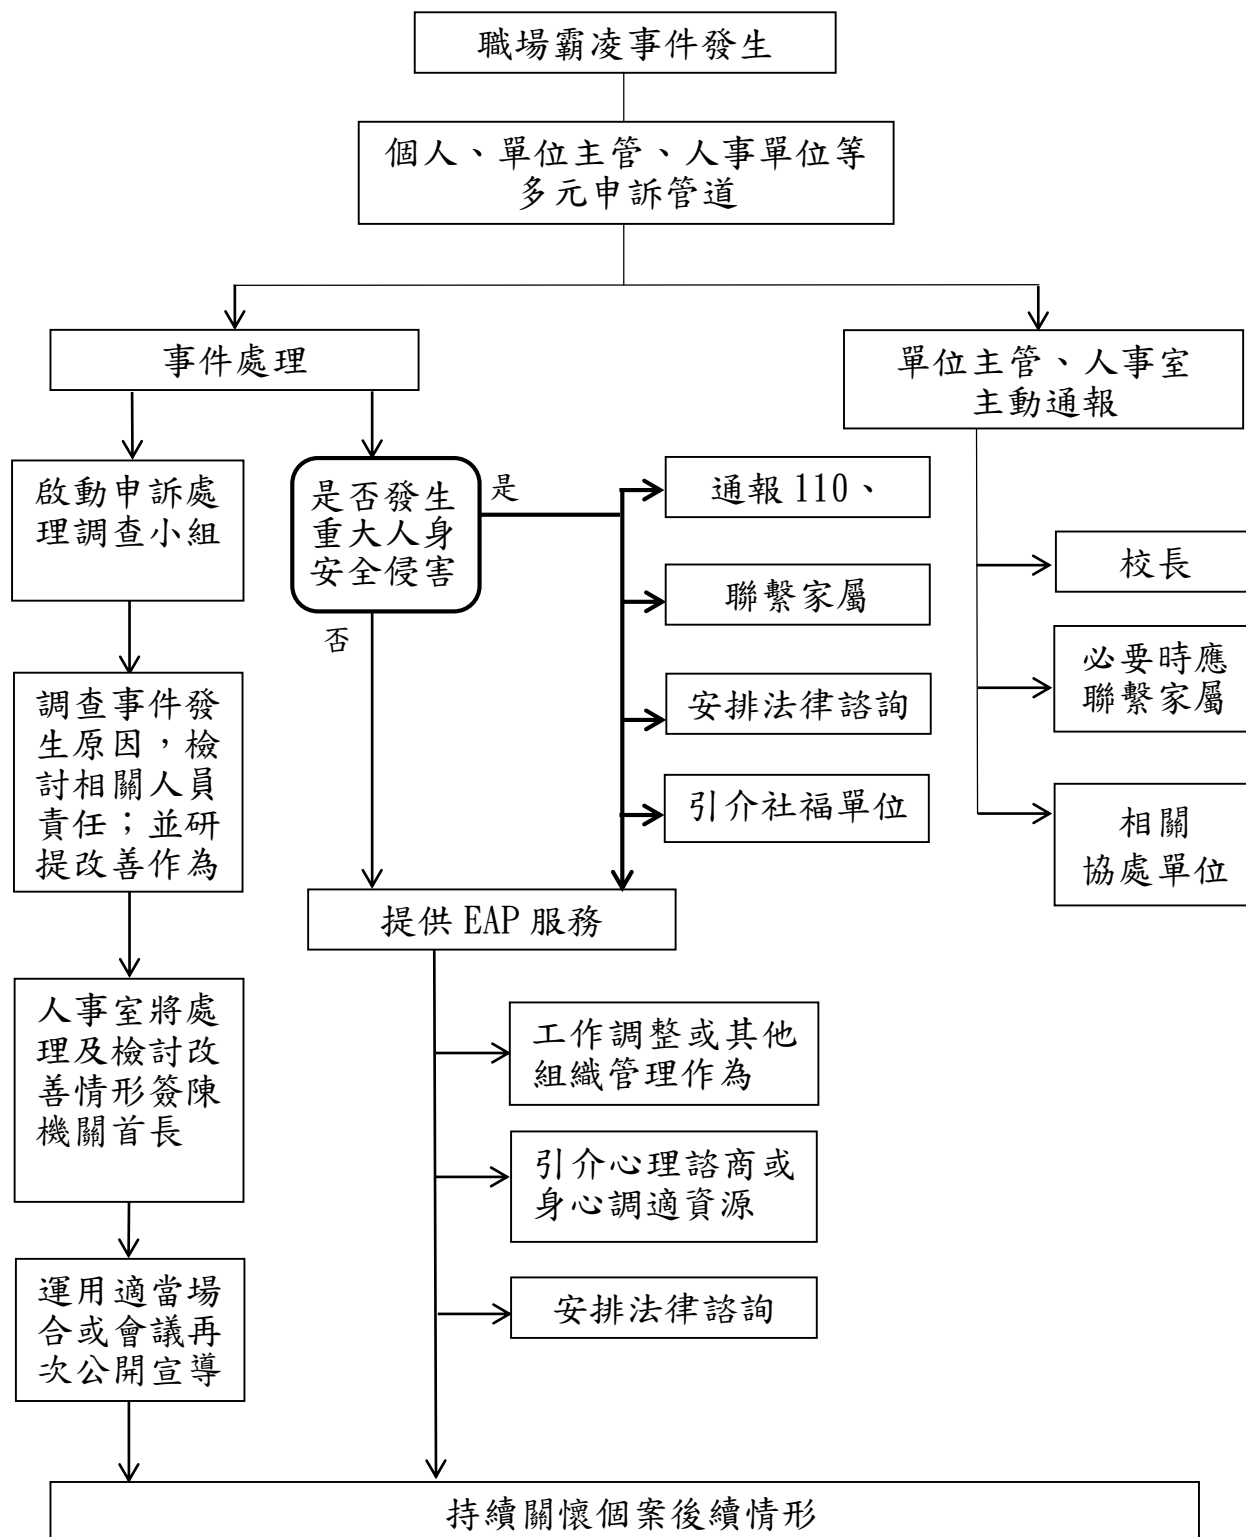 職場霸凌事件發生
個人、單位主管、人事單位等
多元申訴管道
事件處理
單位主管、人事室
主動通報
啟動申訴處
理調查小組
是否發生
重大人身
安全侵害
是
否
通報 110、
聯繫家屬
安排法律諮詢
引介社福單位
校長
必要時應
聯繫家屬
相關
協處單位
調查事件發
生原因，檢
討相關人員
責任；並研
提改善作為
提供 EAP 服務
人事室將處
理及檢討改
善情形簽陳
機關首長
工作調整或其他
組織管理作為
引介心理諮商或
身心調適資源
安排法律諮詢
運用適當場
合或會議再
次公開宣導
持續關懷個案後續情形